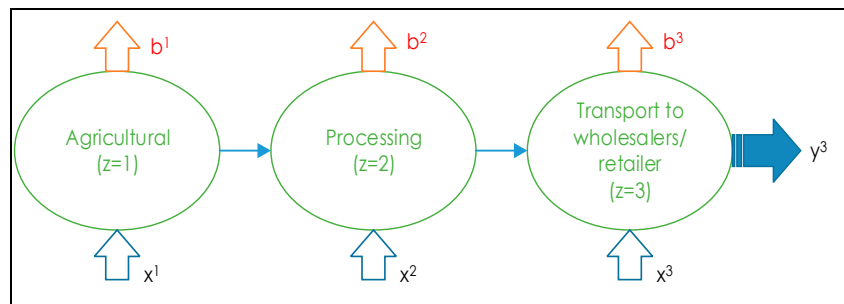 b¹
b²
b³
Agricultural
(z=1)
Processing
(z=2)
Transport to
wholesalers/
retailer
(z=3)
y³
x¹
x²
x³